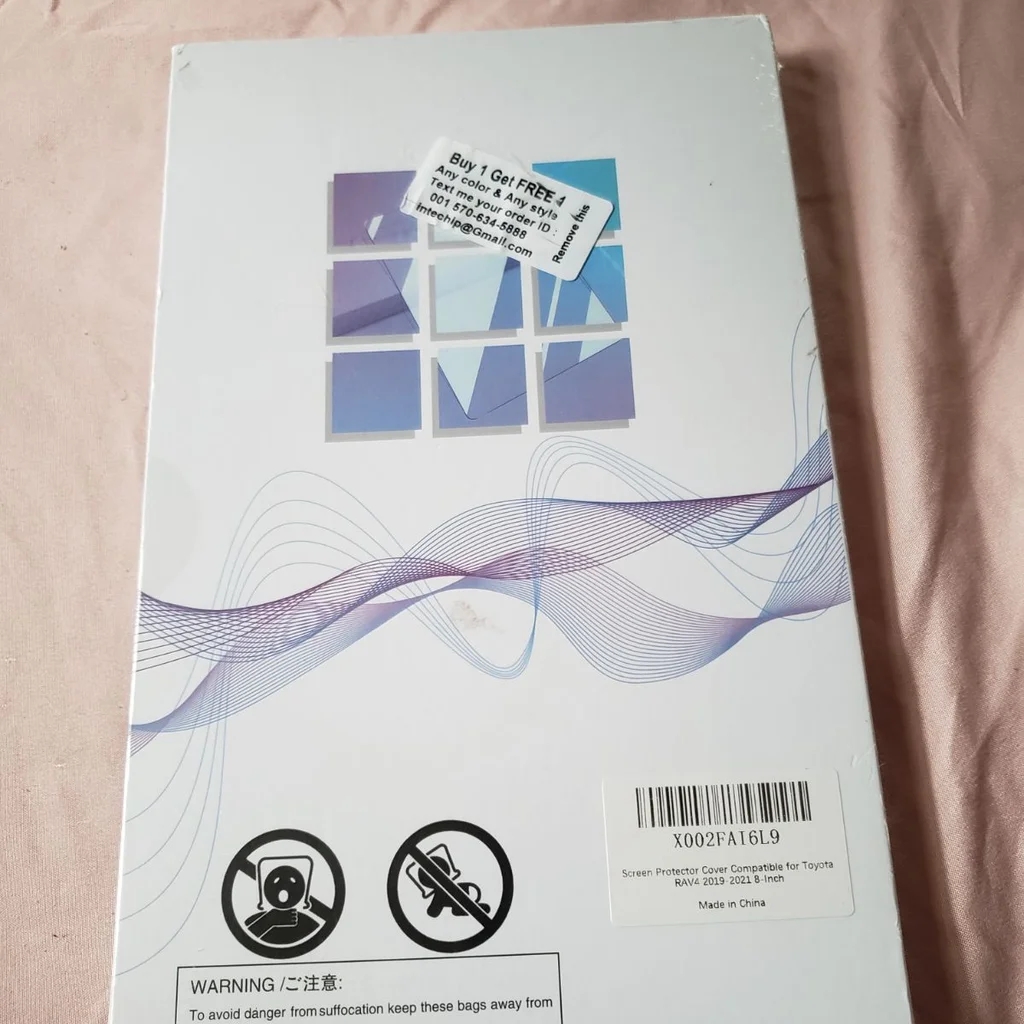 Buy 1 Get FREE 4
Any color & Any style
Text me your order ID :
001 570-634-5888
Intechip@Gmail.com
Remove this
X002FAI6L9
Screen Protector Cover Compatible for Toyota
RAV4 2019-2021 8-Inch
Made in China
WARNING /ご注意:
To avoid danger from suffocation keep these bags away from